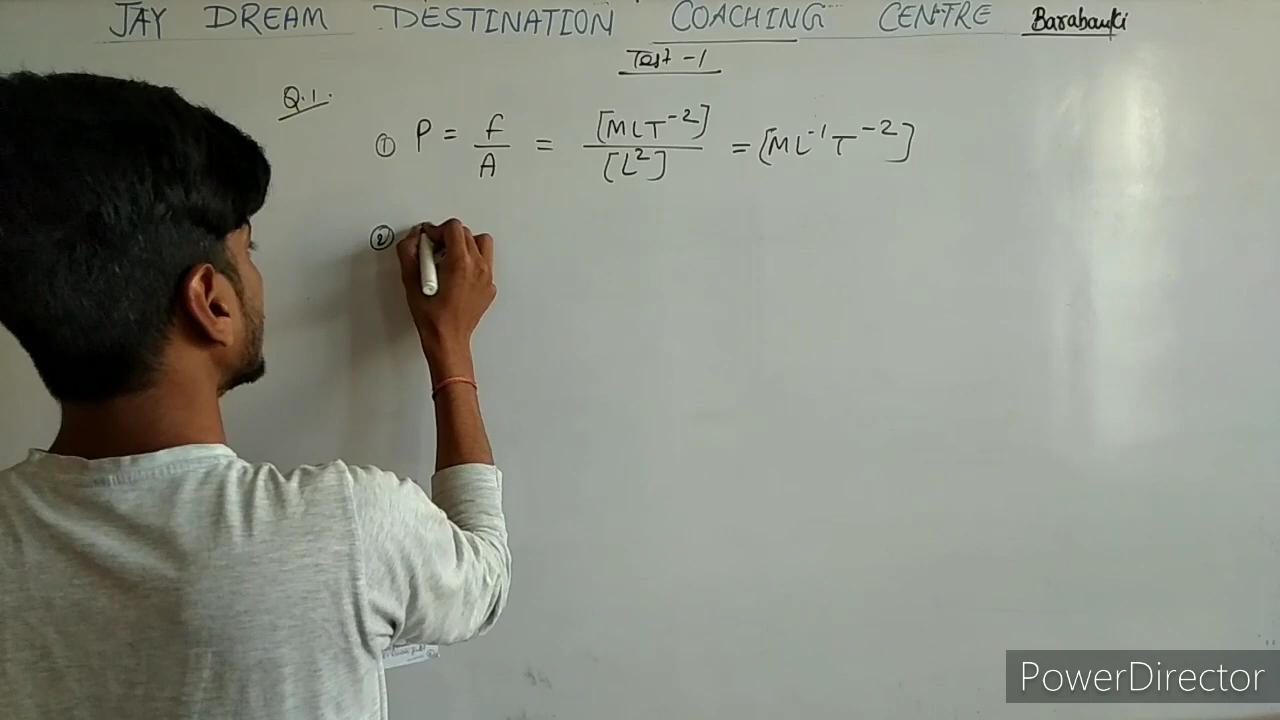 JAY DREAM DESTINATION COACHING CENTRE Barabanki
Test -1
Q.1.
① P = f/A = [MLT⁻²]/[L²] = [ML⁻¹T⁻²]
②
PowerDirector